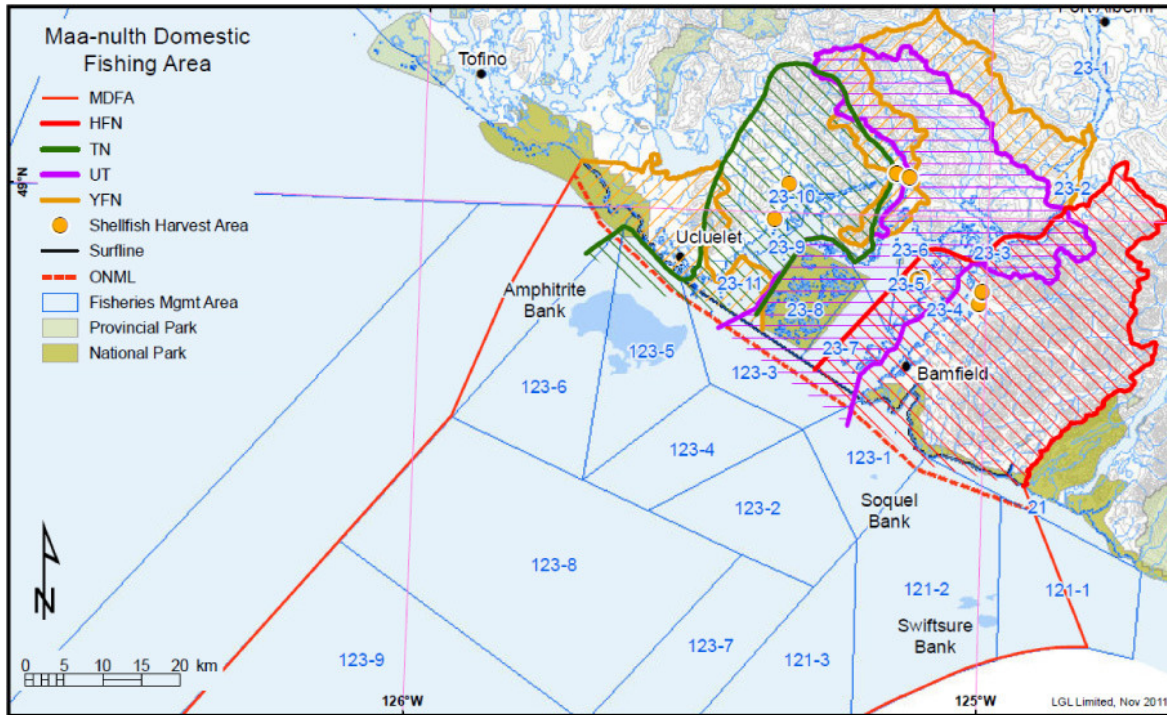 Maa-nulth Domestic
Fishing Area
MDFA
HFN
TN
UT
YFN
Shellfish Harvest Area
Surfline
ONML
Fisheries Mgmt Area
Provincial Park
National Park
Tofino
23-1
49°N
23-2
23-10
Ucluelet
23-9
23-6
23-3
23-11
23-5
23-4
23-8
Amphitrite
Bank
123-5
23-7
123-3
Bamfield
123-6
123-4
123-1
Soquel
Bank
123-2
21
123-8
121-2
121-1
Swiftsure
Bank
123-7
121-3
123-9
N
0 5 10 15 20 km
126°W
125°W
LGL Limited, Nov 2011